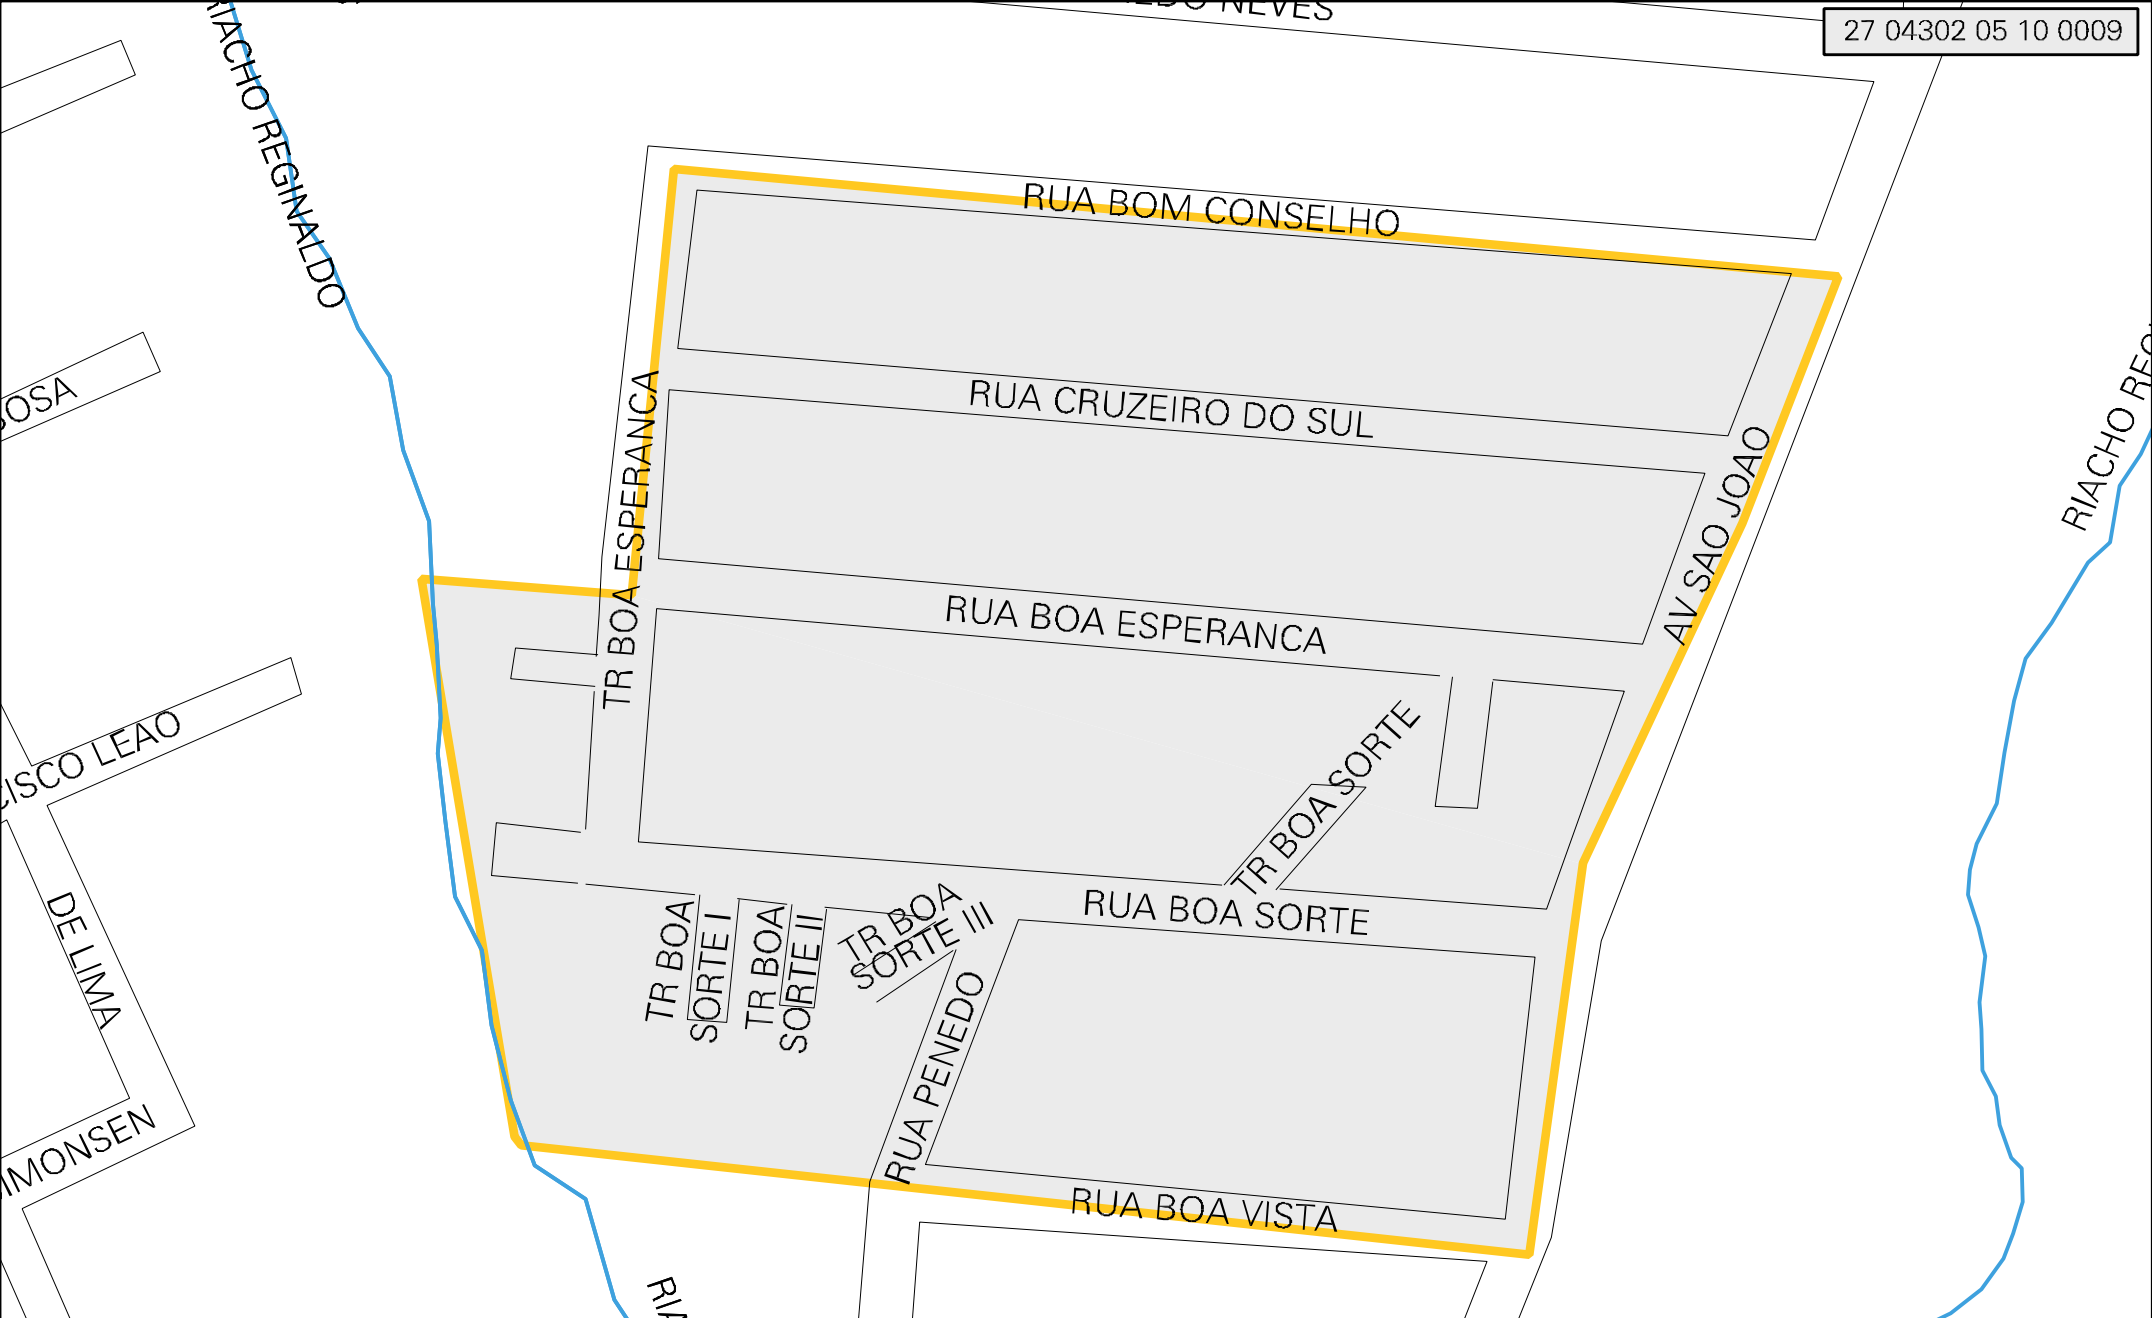 NEVES
27 04302 05 10 0009
RIACHO REGINALDO
RUA BOM CONSELHO
RUA CRUZEIRO DO SUL
TR BOA ESPERANCA
AV SAO JOAO
RIACHO
RUA BOA ESPERANCA
CISCO LEAO
TR BOA SORTE
RUA BOA SORTE
DE LIMA
TR BOA
SORTE I
TR BOA
SORTE II
TR BOA
SORTE III
RUA PENEDO
IMONSEN
RUA BOA VISTA